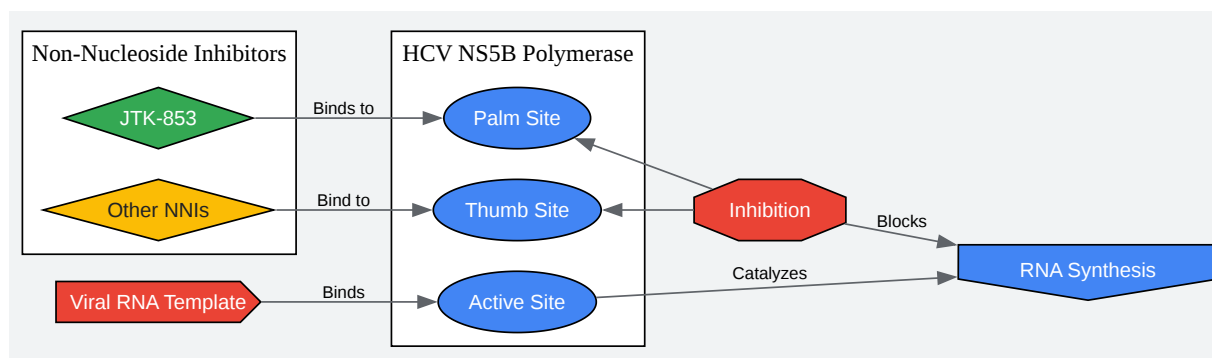 Non-Nucleoside Inhibitors
HCV NS5B Polymerase
JTK-853
Binds to
Palm Site
Other NNIs
Bind to
Thumb Site
Inhibition
Blocks
RNA Synthesis
Catalyzes
Viral RNA Template
Binds
Active Site